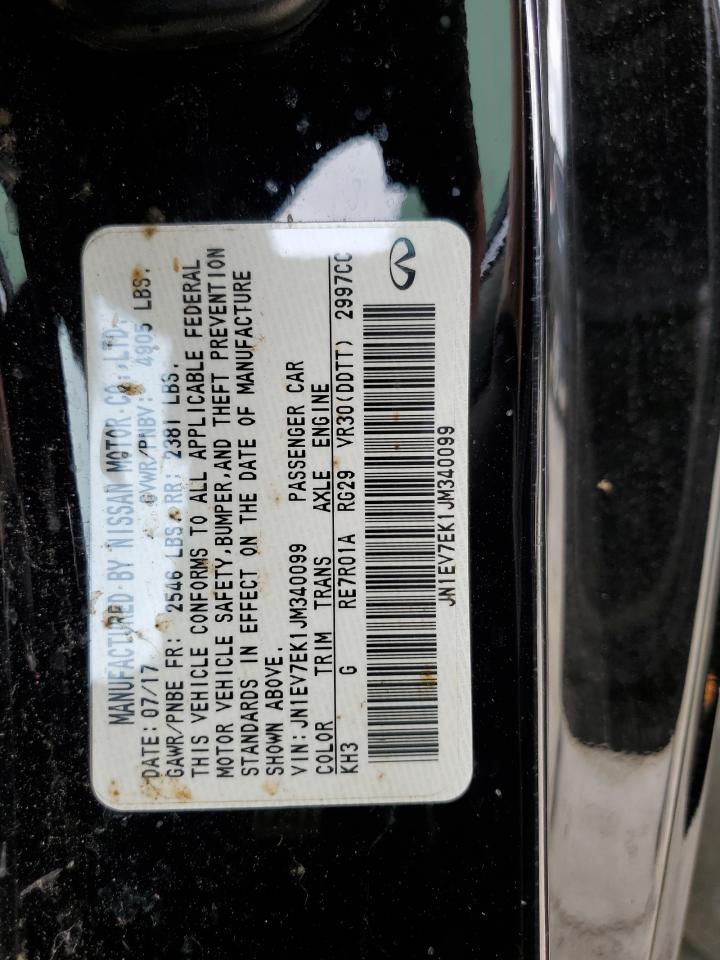 MANUFACTURED BY NISSAN MOTOR CO.,LTD.
DATE: 07/17 GVWR/PNBV: 4905 LBS.
GAWR/PNBE FR: 2546 LBS. RR: 2381 LBS.
THIS VEHICLE CONFORMS TO ALL APPLICABLE FEDERAL
MOTOR VEHICLE SAFETY,BUMPER,AND THEFT PREVENTION
STANDARDS IN EFFECT ON THE DATE OF MANUFACTURE
SHOWN ABOVE.
VIN: JN1EV7EK1JM340099 PASSENGER CAR
COLOR TRIM TRANS AXLE ENGINE
KH3 G RE7R01A RG29 VR30(DDTT) 2997CC
JN1EV7EK1JM340099